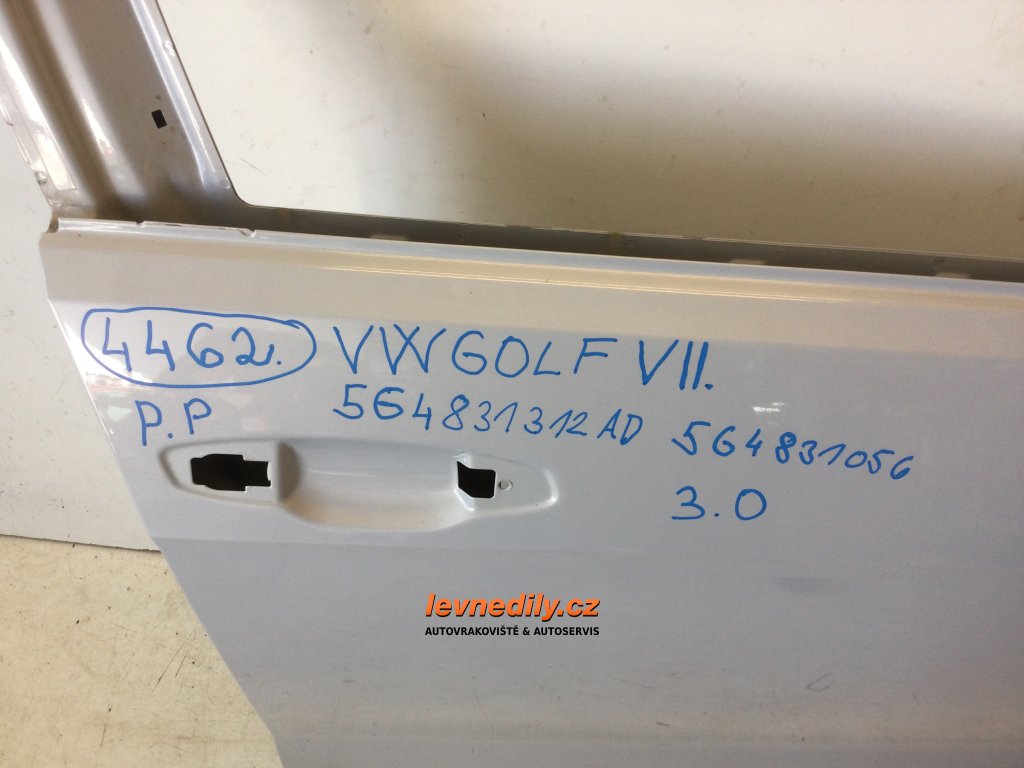 4462. VW GOLF VII.
P.P 5G4831312AD 5G4831056
3.0
levnedily.cz
AUTOVRAKOVIŠTĚ & AUTOSERVIS